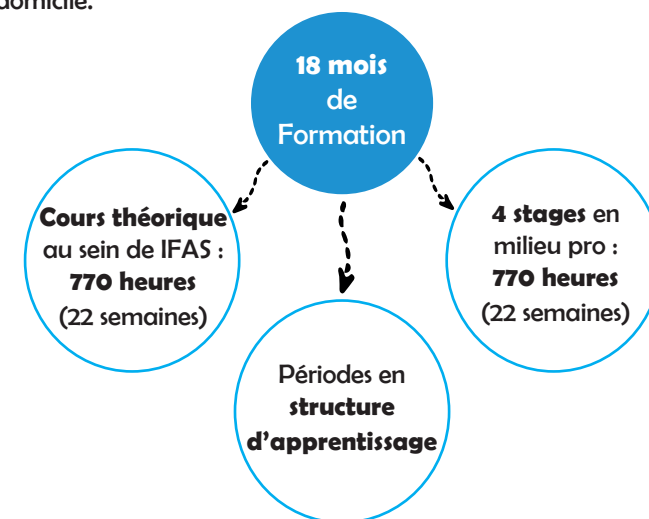 domicile.
18 mois
de
Formation
Cours théorique
au sein de IFAS :
770 heures
(22 semaines)
4 stages en
milieu pro :
770 heures
(22 semaines)
Périodes en
structure
d'apprentissage